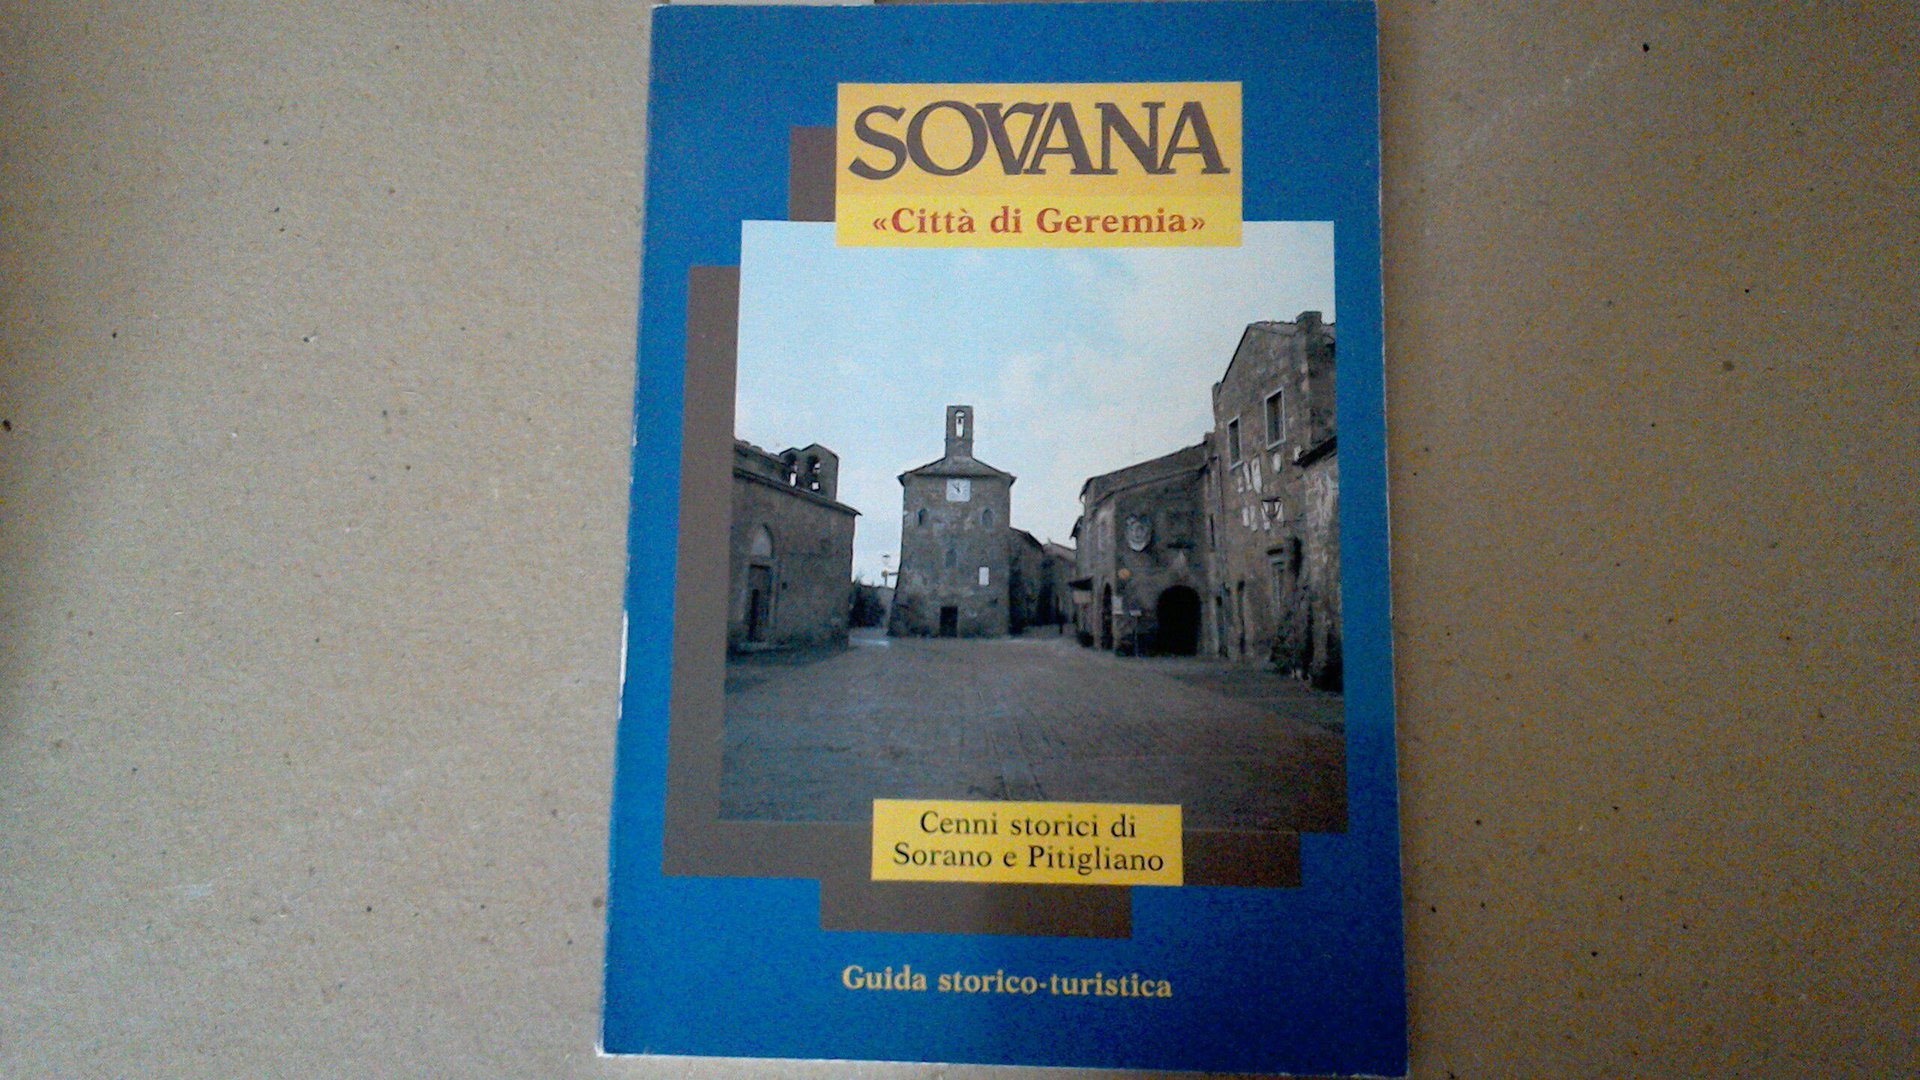 SOVANA
«Città di Geremia»
Cenni storici di
Sorano e Pitigliano
Guida storico-turistica